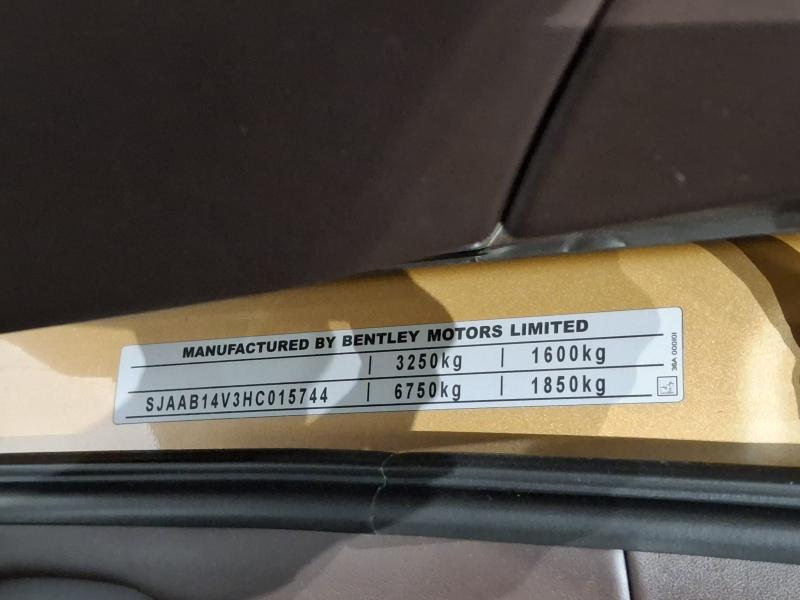 MANUFACTURED BY BENTLEY MOTORS LIMITED
3250kg | 1600kg
SJAAB14V3HC015744 | 6750kg | 1850kg